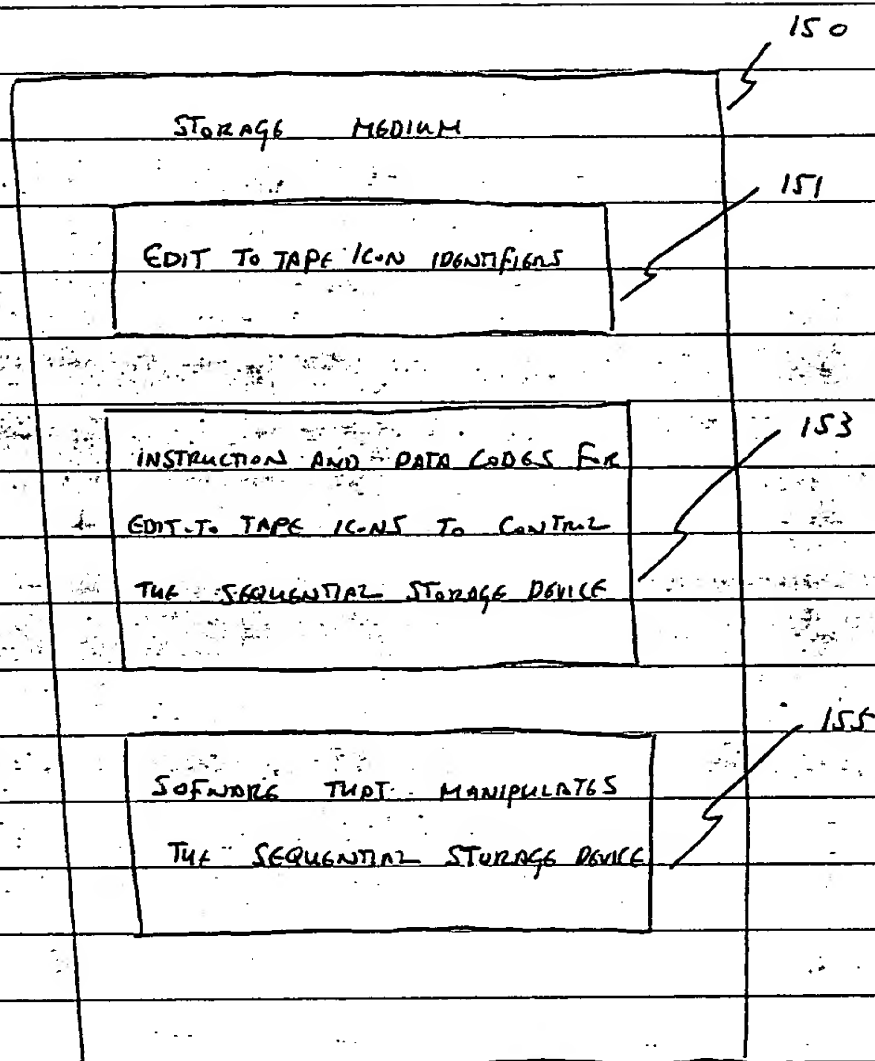 150
STORAGE MEDIUM
151
EDIT TO TAPE ICON IDENTIFIERS
153
INSTRUCTION AND DATA CODES FOR
EDIT TO TAPE ICONS TO CONTROL
THE SEQUENTIAL STORAGE DEVICE
155
SOFTWARE THAT MANIPULATES
THE SEQUENTIAL STORAGE DEVICE